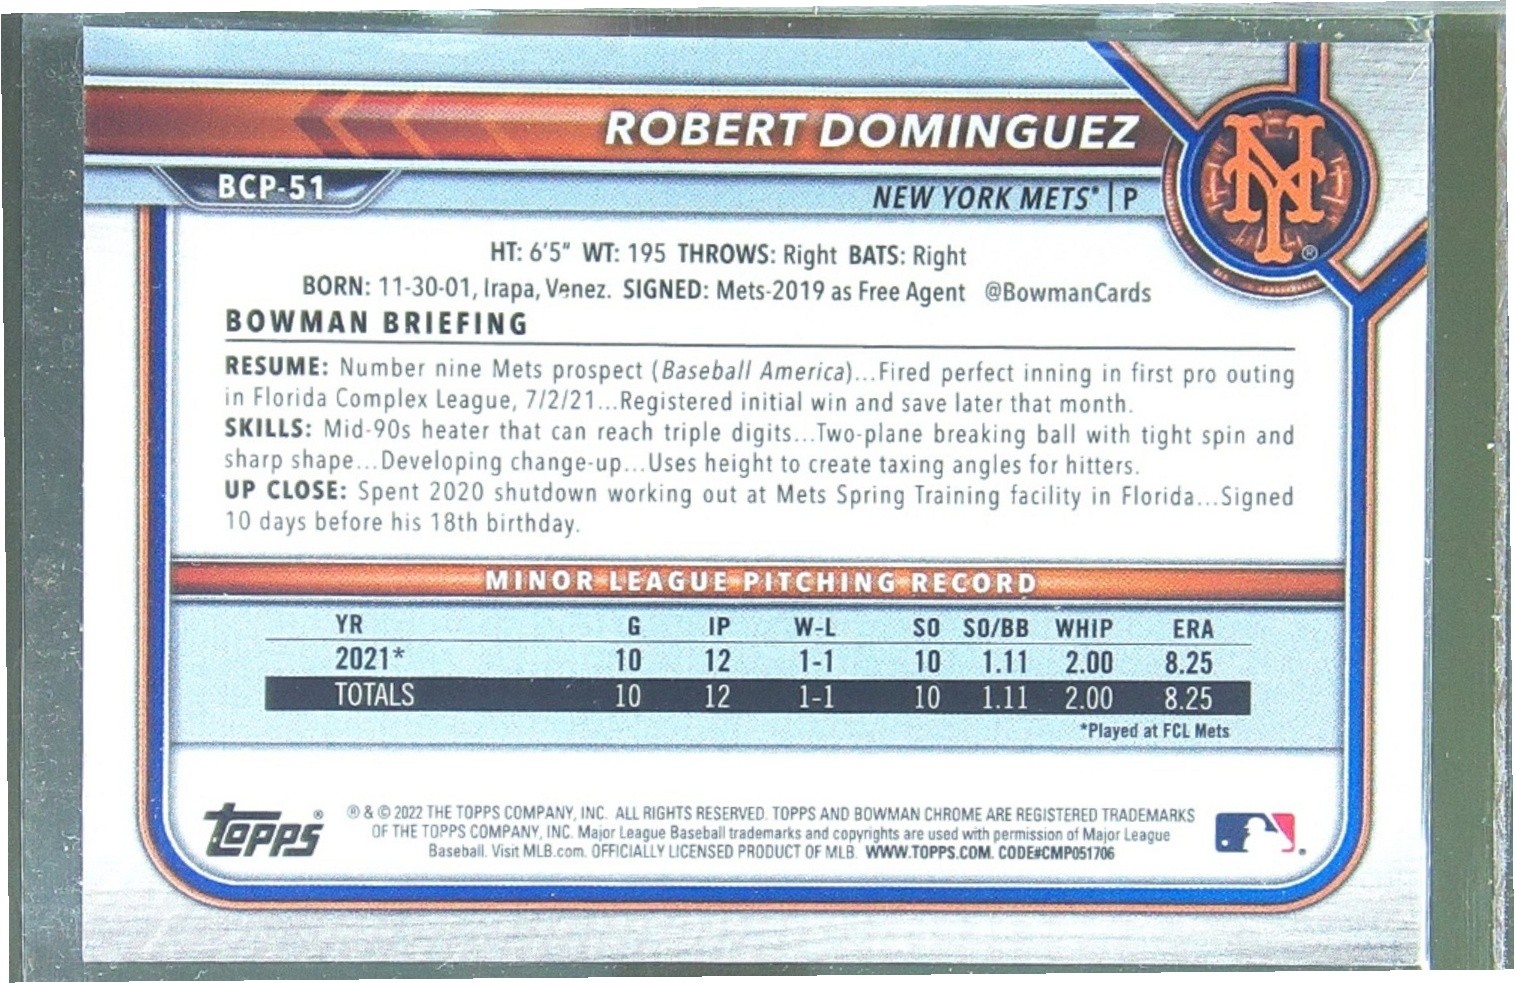 ROBERT DOMINGUEZ
BCP-51
NEW YORK METS® | P
NY
®
HT: 6'5" WT: 195 THROWS: Right BATS: Right
BORN: 11-30-01, Irapa, Venez. SIGNED: Mets-2019 as Free Agent @BowmanCards
BOWMAN BRIEFING
RESUME: Number nine Mets prospect (Baseball America)...Fired perfect inning in first pro outing
in Florida Complex League, 7/2/21...Registered initial win and save later that month.
SKILLS: Mid-90s heater that can reach triple digits...Two-plane breaking ball with tight spin and
sharp shape...Developing change-up...Uses height to create taxing angles for hitters.
UP CLOSE: Spent 2020 shutdown working out at Mets Spring Training facility in Florida...Signed
10 days before his 18th birthday.
MINOR LEAGUE PITCHING RECORD
YR G IP W-L SO SO/BB WHIP ERA
2021* 10 12 1-1 10 1.11 2.00 8.25
TOTALS 10 12 1-1 10 1.11 2.00 8.25
*Played at FCL Mets
topps®
® & © 2022 THE TOPPS COMPANY, INC. ALL RIGHTS RESERVED. TOPPS AND BOWMAN CHROME ARE REGISTERED TRADEMARKS
OF THE TOPPS COMPANY, INC. Major League Baseball trademarks and copyrights are used with permission of Major League
Baseball. Visit MLB.com. OFFICIALLY LICENSED PRODUCT OF MLB. WWW.TOPPS.COM. CODE#CMP051706